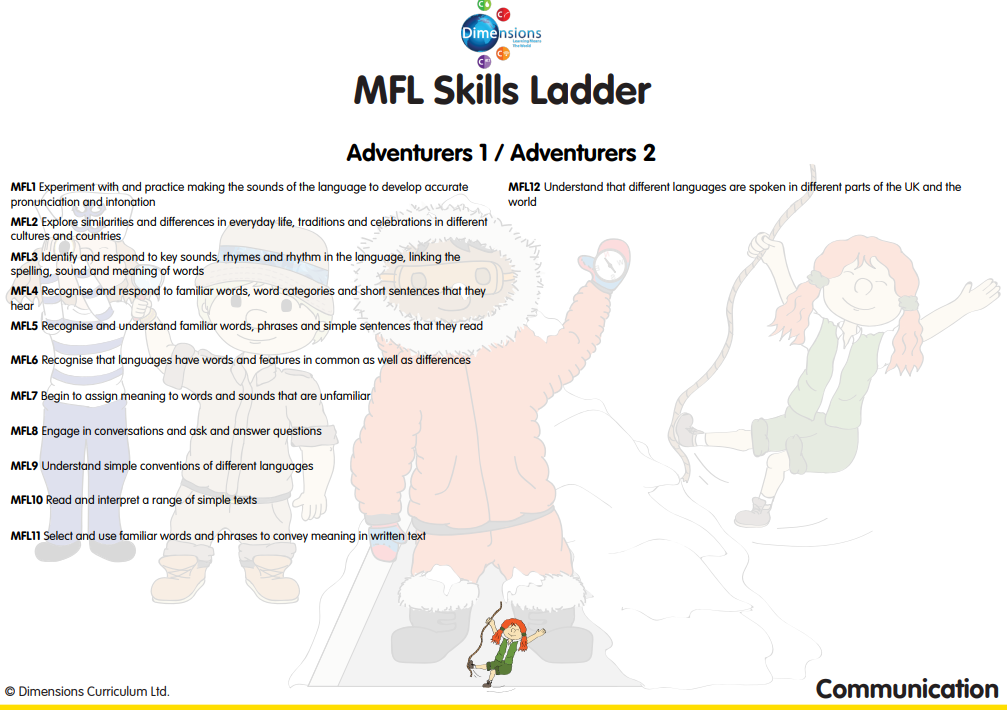 Dimensions
Learning Means
The World
MFL Skills Ladder
Adventurers 1 / Adventurers 2
MFL1 Experiment with and practice making the sounds of the language to develop accurate
pronunciation and intonation
MFL2 Explore similarities and differences in everyday life, traditions and celebrations in different
cultures and countries
MFL3 Identify and respond to key sounds, rhymes and rhythm in the language, linking the
spelling, sound and meaning of words
MFL4 Recognise and respond to familiar words, word categories and short sentences that they
hear
MFL5 Recognise and understand familiar words, phrases and simple sentences that they read
MFL6 Recognise that languages have words and features in common as well as differences
MFL7 Begin to assign meaning to words and sounds that are unfamiliar
MFL8 Engage in conversations and ask and answer questions
MFL9 Understand simple conventions of different languages
MFL10 Read and interpret a range of simple texts
MFL11 Select and use familiar words and phrases to convey meaning in written text
MFL12 Understand that different languages are spoken in different parts of the UK and the
world
© Dimensions Curriculum Ltd.
Communication